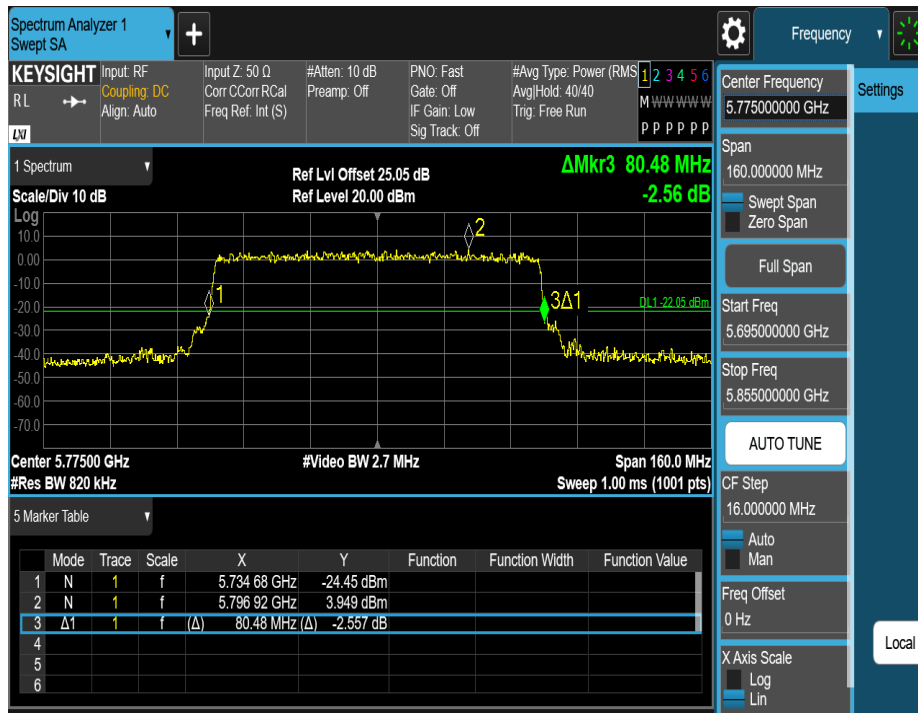 Spectrum Analyzer 1
Swept SA
+
Frequency
KEYSIGHT
RL
LXI
Input: RF
Coupling: DC
Align: Auto
Input Z: 50 Ω
Corr CCorr RCal
Freq Ref: Int (S)
#Atten: 10 dB
Preamp: Off
PNO: Fast
Gate: Off
IF Gain: Low
Sig Track: Off
#Avg Type: Power (RMS
Avg|Hold: 40/40
Trig: Free Run
1 2 3 4 5 6
M W W W W W
P P P P P P
1 Spectrum
Scale/Div 10 dB
Ref Lvl Offset 25.05 dB
Ref Level 20.00 dBm
ΔMkr3 80.48 MHz
-2.56 dB
Log
10.0
0.00
-10.0
-20.0
-30.0
-40.0
-50.0
-60.0
-70.0
1
2
3Δ1
DL1 -22.05 dBm
Center 5.77500 GHz
#Video BW 2.7 MHz
Span 160.0 MHz
#Res BW 820 kHz
Sweep 1.00 ms (1001 pts)
5 Marker Table
Mode Trace Scale X Y Function Function Width Function Value
1 N 1 f 5.734 68 GHz -24.45 dBm
2 N 1 f 5.796 92 GHz 3.949 dBm
3 Δ1 1 f (Δ) 80.48 MHz (Δ) -2.557 dB
4
5
6
Center Frequency
5.775000000 GHz
Settings
Span
160.000000 MHz
Swept Span
Zero Span
Full Span
Start Freq
5.695000000 GHz
Stop Freq
5.855000000 GHz
AUTO TUNE
CF Step
16.000000 MHz
Auto
Man
Freq Offset
0 Hz
Local
X Axis Scale
Log
Lin